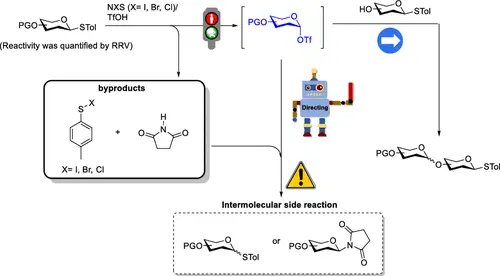 PGO
O
STol
(Reactivity was quantified by RRV)
NXS (X= I, Br, Cl)/
TfOH
PGO
O
OTf
HO
O
STol
byproducts
S
X
+
H
N
O
O
X= I, Br, Cl
Directing
PGO
O
O
O
STol
Intermolecular side reaction
PGO
O
STol
or
PGO
O
N
O
O